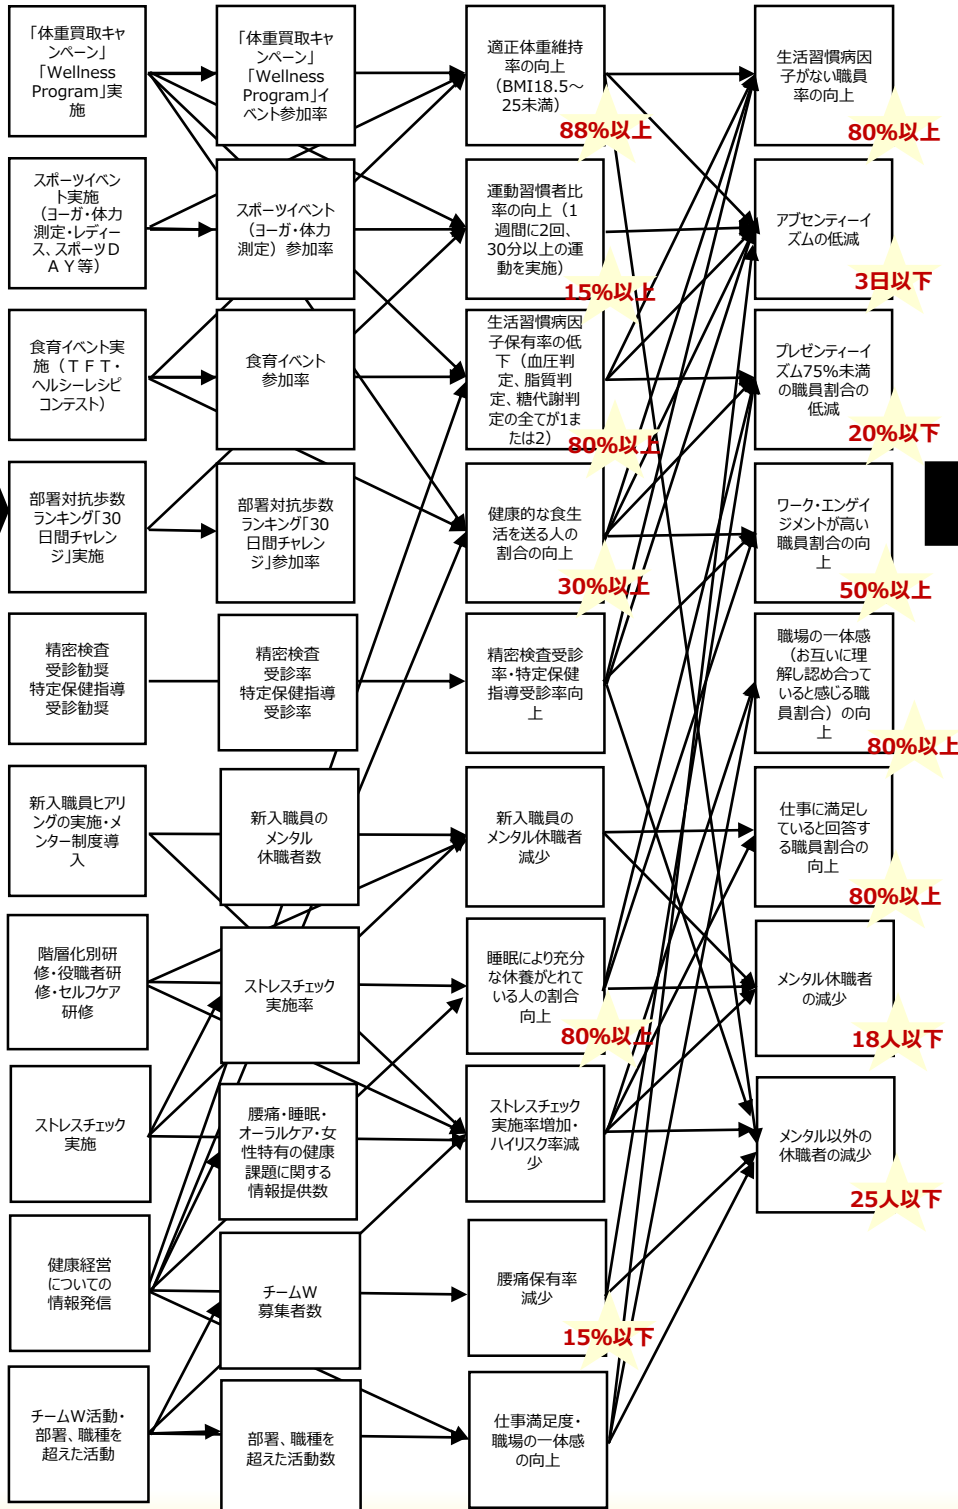 「体重買取キャ
ンペーン」
「Wellness
Program」実
施
スポーツイベン
ト実施
（ヨーガ・体力
測定・レディー
ス、スポーツD
A Y 等）
食育イベント実
施（ＴＦＴ・
ヘルシーレシピ
コンテスト）
部署対抗歩数
ランキング「30
日間チャレン
ジ」実施
精密検査
受診勧奨
特定保健指導
受診勧奨
新入職員ヒアリ
ングの実施・メ
ンター制度導
入
階層化別研
修・役職者研
修・セルフケア
研修
ストレスチェック
実施
健康経営
についての
情報発信
チームＷ活動・
部署、職種を
超えた活動
「体重買取キャ
ンペーン」
「Wellness
Program」イ
ベント参加率
スポーツイベント
（ヨーガ・体力
測定）参加率
食育イベント
参加率
部署対抗歩数
ランキング「30
日間チャレン
ジ」参加率
精密検査
受診率
特定保健指導
受診率
新入職員の
メンタル
休職者数
ストレスチェック
実施率
腰痛・睡眠・
オーラルケア・女
性特有の健康
課題に関する
情報提供数
チームＷ
募集者数
部署、職種を
超えた活動数
適正体重維持
率の向上
（BMI18.5～
25未満）
88%以上
運動習慣者比
率の向上（1
週間に2回、
30分以上の運
動を実施）
15%以上
生活習慣病因
子保有率の低
下（血圧判
定、脂質判
定、糖代謝判
定の全てが1ま
たは2）
80%以上
健康的な食生
活を送る人の
割合の向上
30%以上
精密検査受診
率・特定保健
指導受診率向
上
新入職員の
メンタル休職者
減少
睡眠により充分
な休養がとれて
いる人の割合
向上
80%以上
ストレスチェック
実施率増加・
ハイリスク率減
少
腰痛保有率
減少
15%以下
仕事満足度・
職場の一体感
の向上
生活習慣病因
子がない職員
率の向上
80%以上
アブセンティーイ
ズムの低減
3日以下
プレゼンティーイ
ズム75%未満
の職員割合の
低減
20%以下
ワーク・エンゲイ
ジメントが高い
職員割合の向
上
50%以上
職場の一体感
（お互いに理
解し認め合って
いると感じる職
員割合）の向
上
80%以上
仕事に満足し
ていると回答す
る職員割合の
向上
80%以上
メンタル休職者
の減少
18人以下
メンタル以外の
休職者の減少
25人以下